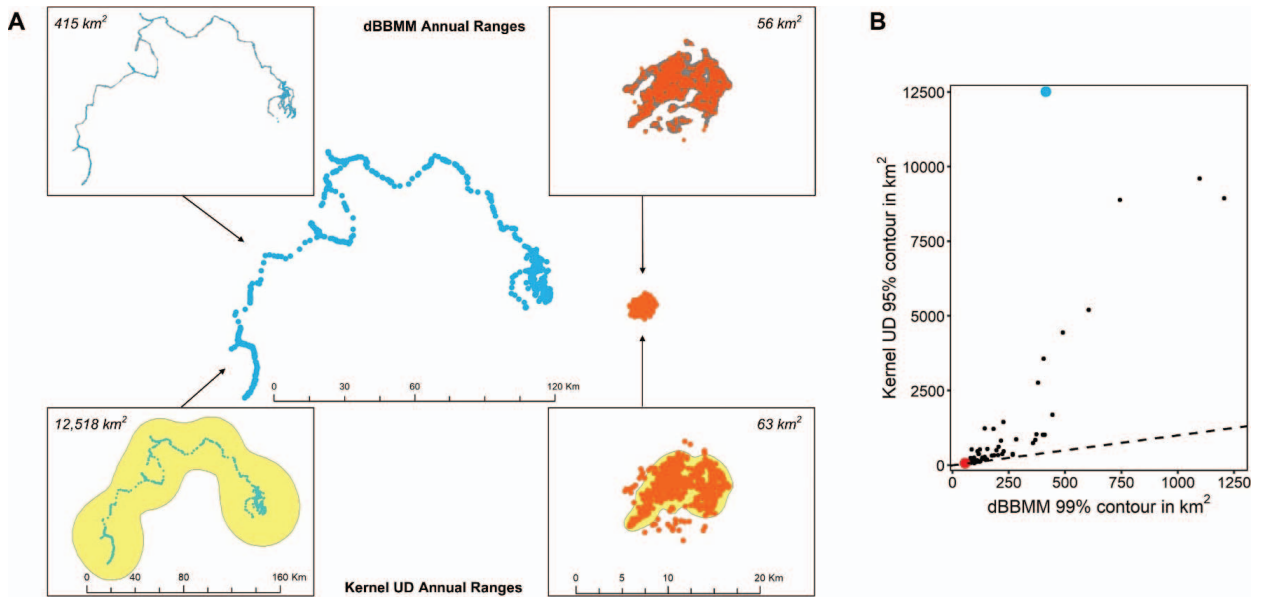 A
415 km²
dBBMM Annual Ranges
56 km²
0 30 60 120 Km
12,518 km²
63 km²
0 40 80 160 Km
Kernel UD Annual Ranges
0 5 10 20 Km
B
Kernel UD 95% contour in km²
12500
10000
7500
5000
2500
0
0 250 500 750 1000 1250
dBBMM 99% contour in km²